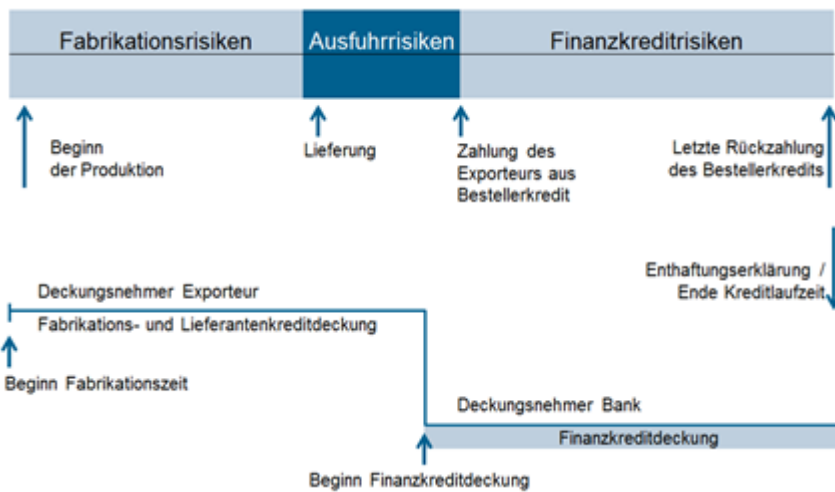 Fabrikationsrisiken
Ausfuhrrisiken
Finanzkreditrisiken
Beginn
der Produktion
Lieferung
Zahlung des
Exporteurs aus
Bestellerkredit
Letzte Rückzahlung
des Bestellerkredits
Enthaftungserklärung /
Ende Kreditlaufzeit
Deckungsnehmer Exporteur
Fabrikations- und Lieferantenkreditdeckung
Beginn Fabrikationszeit
Deckungsnehmer Bank
Finanzkreditdeckung
Beginn Finanzkreditdeckung